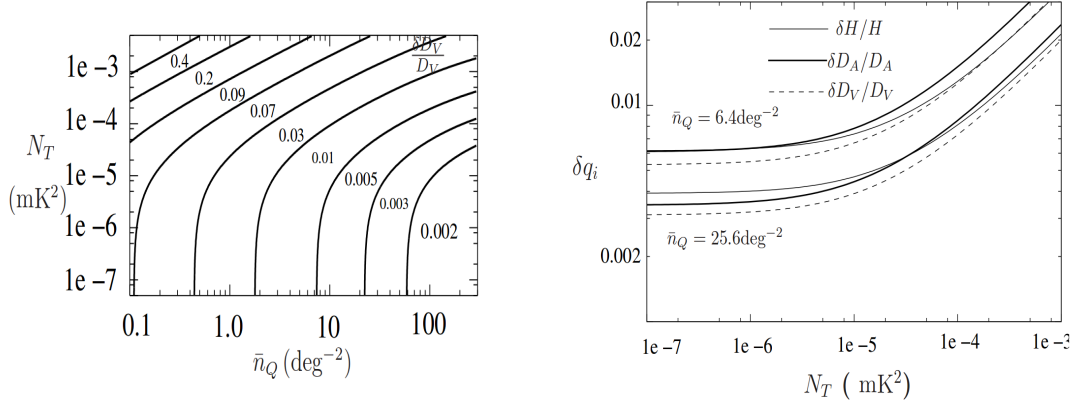 δD_V
D_V
1e −3
1e −4
1e −5
1e −6
1e −7
N_T
(mK²)
0.4
0.2
0.09
0.07
0.03
0.01
0.005
0.003
0.002
0.1 1.0 10 100
n̄_Q (deg⁻²)
δH/H
δD_A/D_A
δD_V/D_V
n̄_Q = 6.4deg⁻²
n̄_Q = 25.6deg⁻²
0.02
0.01
0.002
δq_i
1e −7 1e −6 1e −5 1e −4 1e −3
N_T ( mK²)